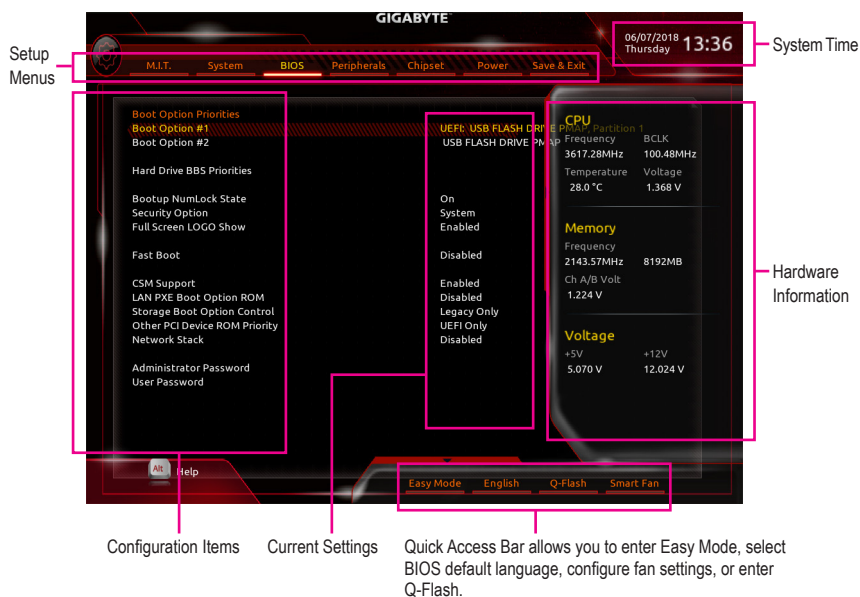 GIGABYTE™
06/07/2018
Thursday
13:36
System Time
Setup
Menus
M.I.T. System BIOS Peripherals Chipset Power Save & Exit
Boot Option Priorities
Boot Option #1 UEFI: USB FLASH DRIVE PMAP, Partition 1
Boot Option #2 USB FLASH DRIVE PMAP
Hard Drive BBS Priorities
Bootup NumLock State On
Security Option System
Full Screen LOGO Show Enabled
Fast Boot Disabled
CSM Support Enabled
LAN PXE Boot Option ROM Disabled
Storage Boot Option Control Legacy Only
Other PCI Device ROM Priority UEFI Only
Network Stack Disabled
Administrator Password
User Password
CPU
Frequency BCLK
3617.28MHz 100.48MHz
Temperature Voltage
28.0 °C 1.368 V
Memory
Frequency
2143.57MHz 8192MB
Ch A/B Volt
1.224 V
Voltage
+5V +12V
5.070 V 12.024 V
Hardware
Information
Alt Help
Easy Mode English Q-Flash Smart Fan
Configuration Items
Current Settings
Quick Access Bar allows you to enter Easy Mode, select
BIOS default language, configure fan settings, or enter
Q-Flash.